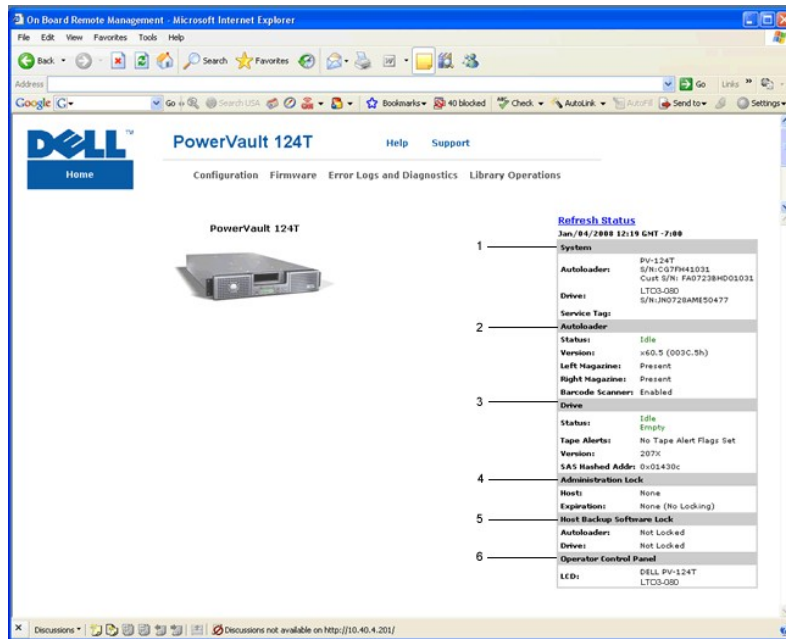 On Board Remote Management - Microsoft Internet Explorer
File Edit View Favorites Tools Help
Back Search Favorites
Address Go Links »
Google G Go Search USA Bookmarks 40 blocked Check AutoLink AutoFill Send to Settings
DELL™ PowerVault 124T Help Support
Home Configuration Firmware Error Logs and Diagnostics Library Operations
PowerVault 124T
Refresh Status
Jan/04/2008 12:19 GMT -7:00
1 System
Autoloader: PV-124T
S/N:CG7FH41031
Cust S/N: FA0723BHD01031
Drive: LTO3-080
S/N:JN0728AME50477
Service Tag:
2 Autoloader
Status: Idle
Version: x60.5 (003C.5h)
Left Magazine: Present
Right Magazine: Present
Barcode Scanner: Enabled
3 Drive
Status: Idle
Empty
Tape Alerts: No Tape Alert Flags Set
Version: 207X
SAS Hashed Addr: 0x01430c
4 Administration Lock
Host: None
Expiration: None (No Locking)
5 Host Backup Software Lock
Autoloader: Not Locked
Drive: Not Locked
6 Operator Control Panel
LCD: DELL PV-124T
LTO3-080
Discussions Discussions not available on http://10.40.4.201/